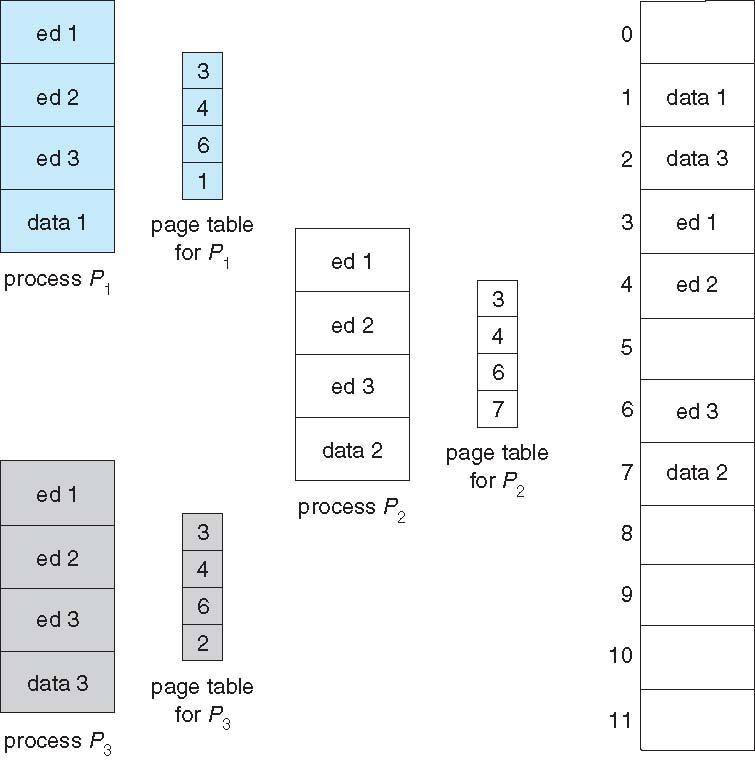 ed 1
ed 2
ed 3
data 1
process P1
3
4
6
1
page table
for P1
ed 1
ed 2
ed 3
data 2
process P2
3
4
6
7
page table
for P2
ed 1
ed 2
ed 3
data 3
process P3
3
4
6
2
page table
for P3
0
1 data 1
2 data 3
3 ed 1
4 ed 2
5
6 ed 3
7 data 2
8
9
10
11